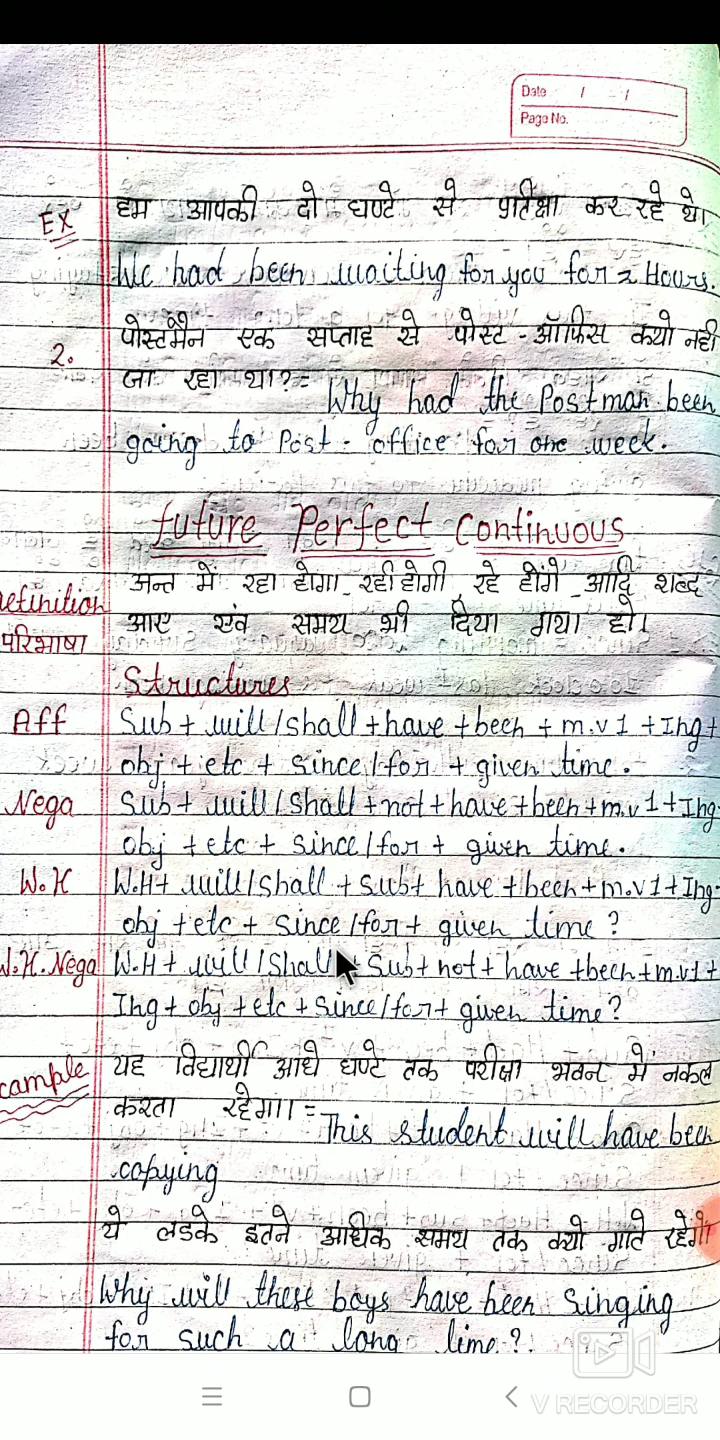 Date / - /
Page No.
EX हम आपकी दो घण्टे से प्रतिक्षा कर रहे थे।
We had been waiting for you for 2 Hours.
2. पोस्टमैन एक सप्ताह से पोस्ट - ऑफिस क्यो नही
जा रहा था? = Why had the Postman been
going to Post - office for one week.
future Perfect Continuous
अन्त में रहा होगा, रही होगी, रहे होंगे आदि शब्द
efinition
आए एवं समय भी दिया गया हो।
परिभाषा
Structures
Aff Sub + will/shall + have + been + m.v1 + Ing +
obj + etc + since/for + given time.
Nega Sub + will/shall + not + have + been + m.v1 + Ing
obj + etc + since/for + given time.
W.H W.H + will/shall + Sub + have + been + m.v1 + Ing
obj + etc + since/for + given time?
W.H. Nega W.H + will/shall + Sub + not + have + been + m.v1 +
Ing + obj + etc + since/for + given time?
cample यह विद्यार्थी आधे घण्टे तक परीक्षा भवन मे नकल
करता रहेगा। = This student will have been
copying
ये लडके इतने अधिक समय तक क्यो गाते रहेगे
Why will these boys have been singing
for such a long time?
V RECORDER